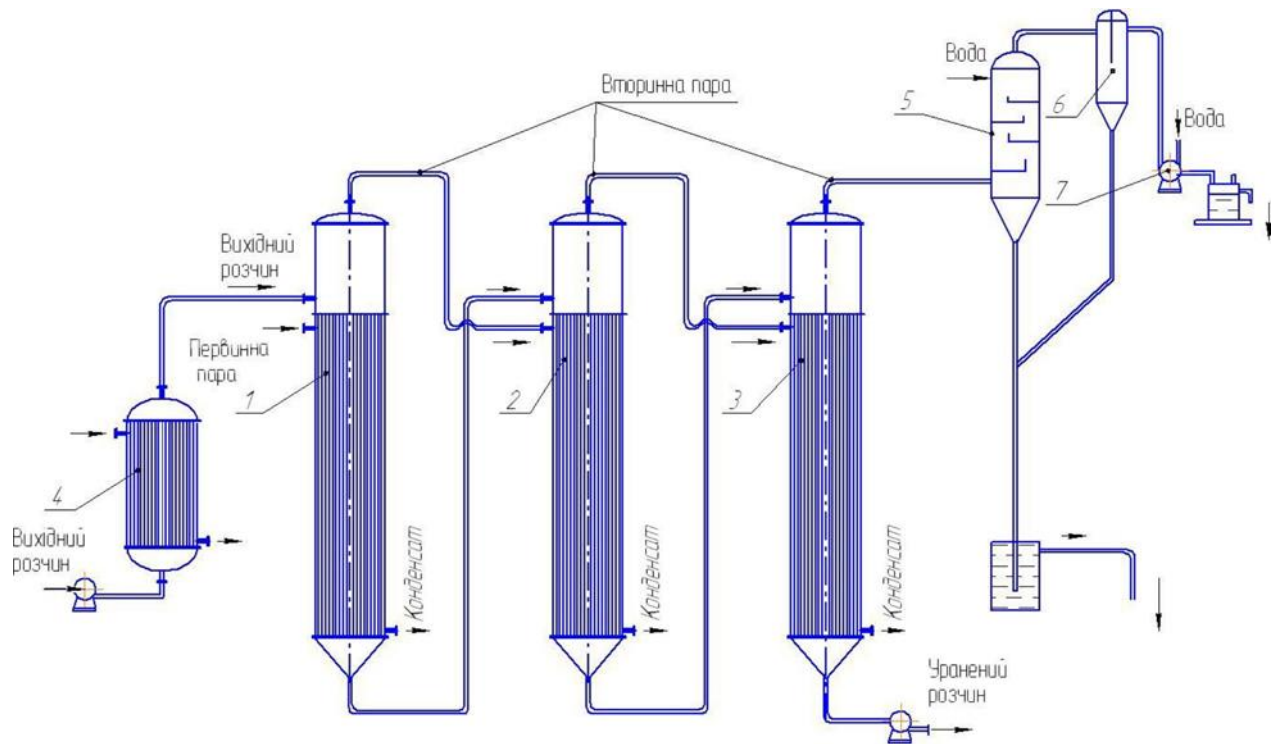 Вода
Вторинна пара
5
6
Вода
7
Вихідний
розчин
Первинна
пара
1
2
3
4
Вихідний
розчин
Конденсат
Конденсат
Конденсат
Уранений
розчин